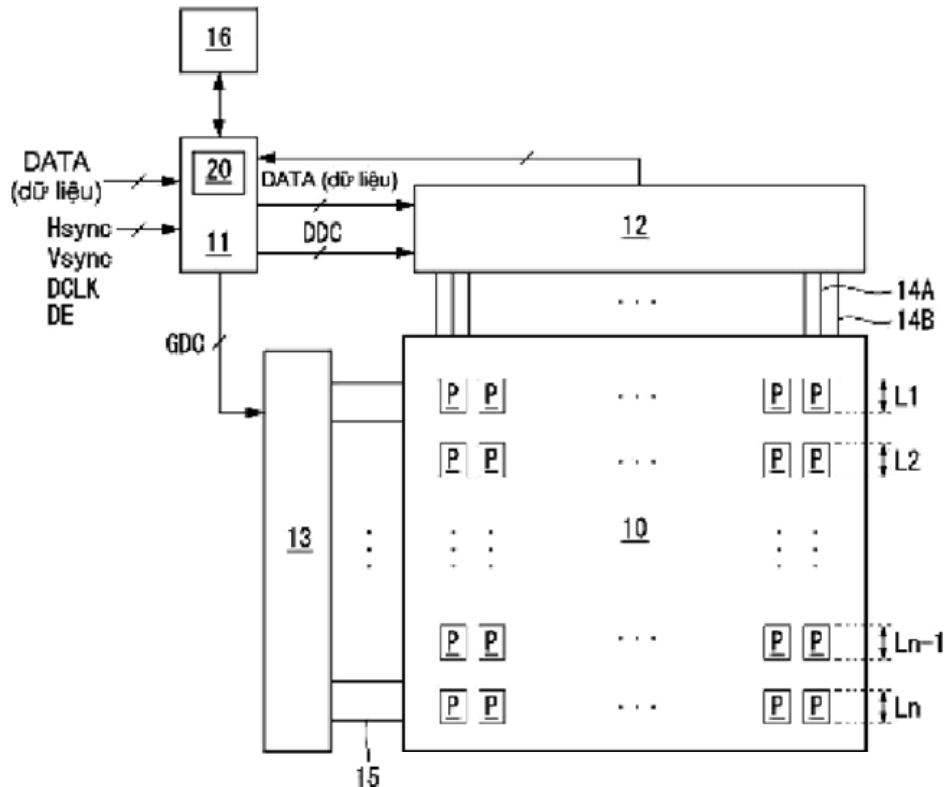 16
20
DATA
(dữ liệu)
DATA (dữ liệu)
Hsync
Vsync
DCLK
DE
11
DDC
12
14A
14B
GDC
P P ... P P L1
P P ... P P L2
13
10
P P ... P P Ln-1
P P ... P P Ln
15